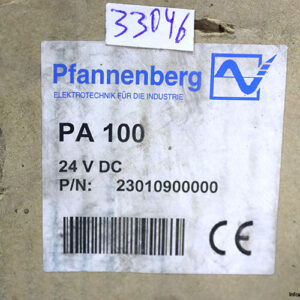 33046
Pfannenberg
ELEKTROTECHNIK FÜR DIE INDUSTRIE
PA 100
24 V DC
P/N: 23010900000
CE